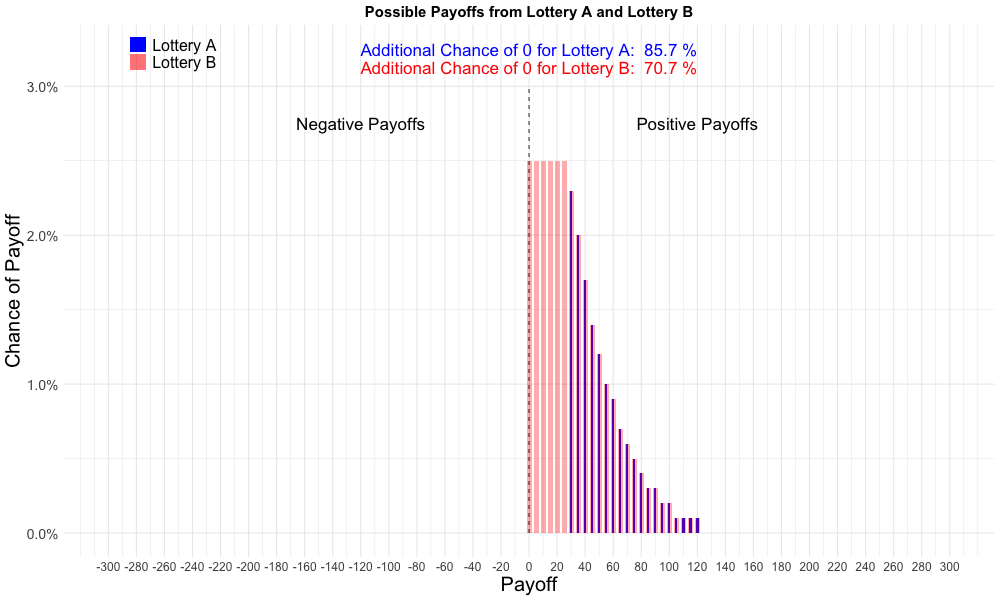 Possible Payoffs from Lottery A and Lottery B
Lottery A
Lottery B
Additional Chance of 0 for Lottery A: 85.7 %
Additional Chance of 0 for Lottery B: 70.7 %
Negative Payoffs
Positive Payoffs
Chance of Payoff
3.0%
2.0%
1.0%
0.0%
-300 -280 -260 -240 -220 -200 -180 -160 -140 -120 -100 -80 -60 -40 -20 0 20 40 60 80 100 120 140 160 180 200 220 240 260 280 300
Payoff